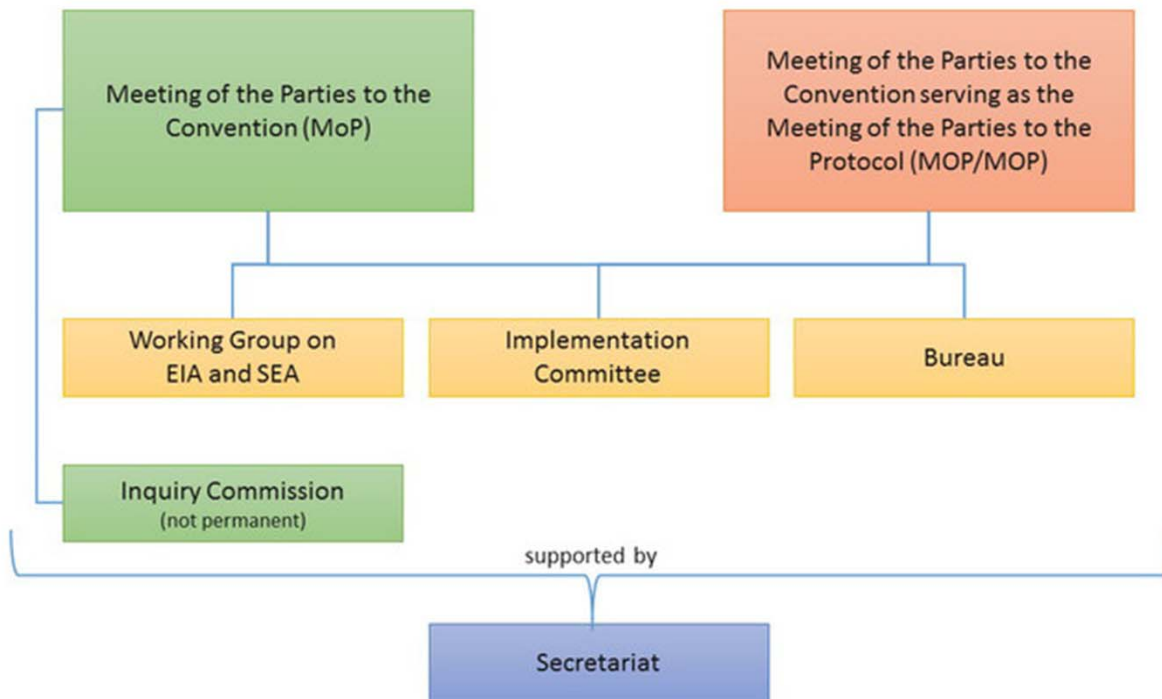 Meeting of the Parties to the
Convention (MoP)
Meeting of the Parties to the
Convention serving as the
Meeting of the Parties to the
Protocol (MOP/MOP)
Working Group on
EIA and SEA
Implementation
Committee
Bureau
Inquiry Commission
(not permanent)
supported by
Secretariat